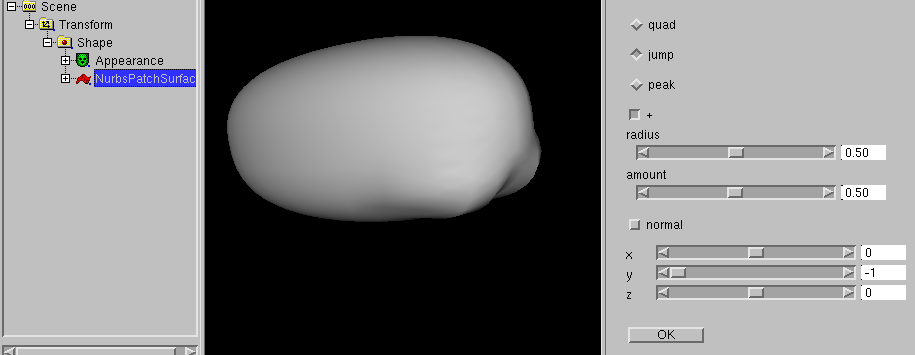 Scene
Transform
Shape
Appearance
NurbsPatchSurfac
quad
jump
peak
+
radius
0.50
amount
0.50
normal
x 0
y -1
z 0
OK